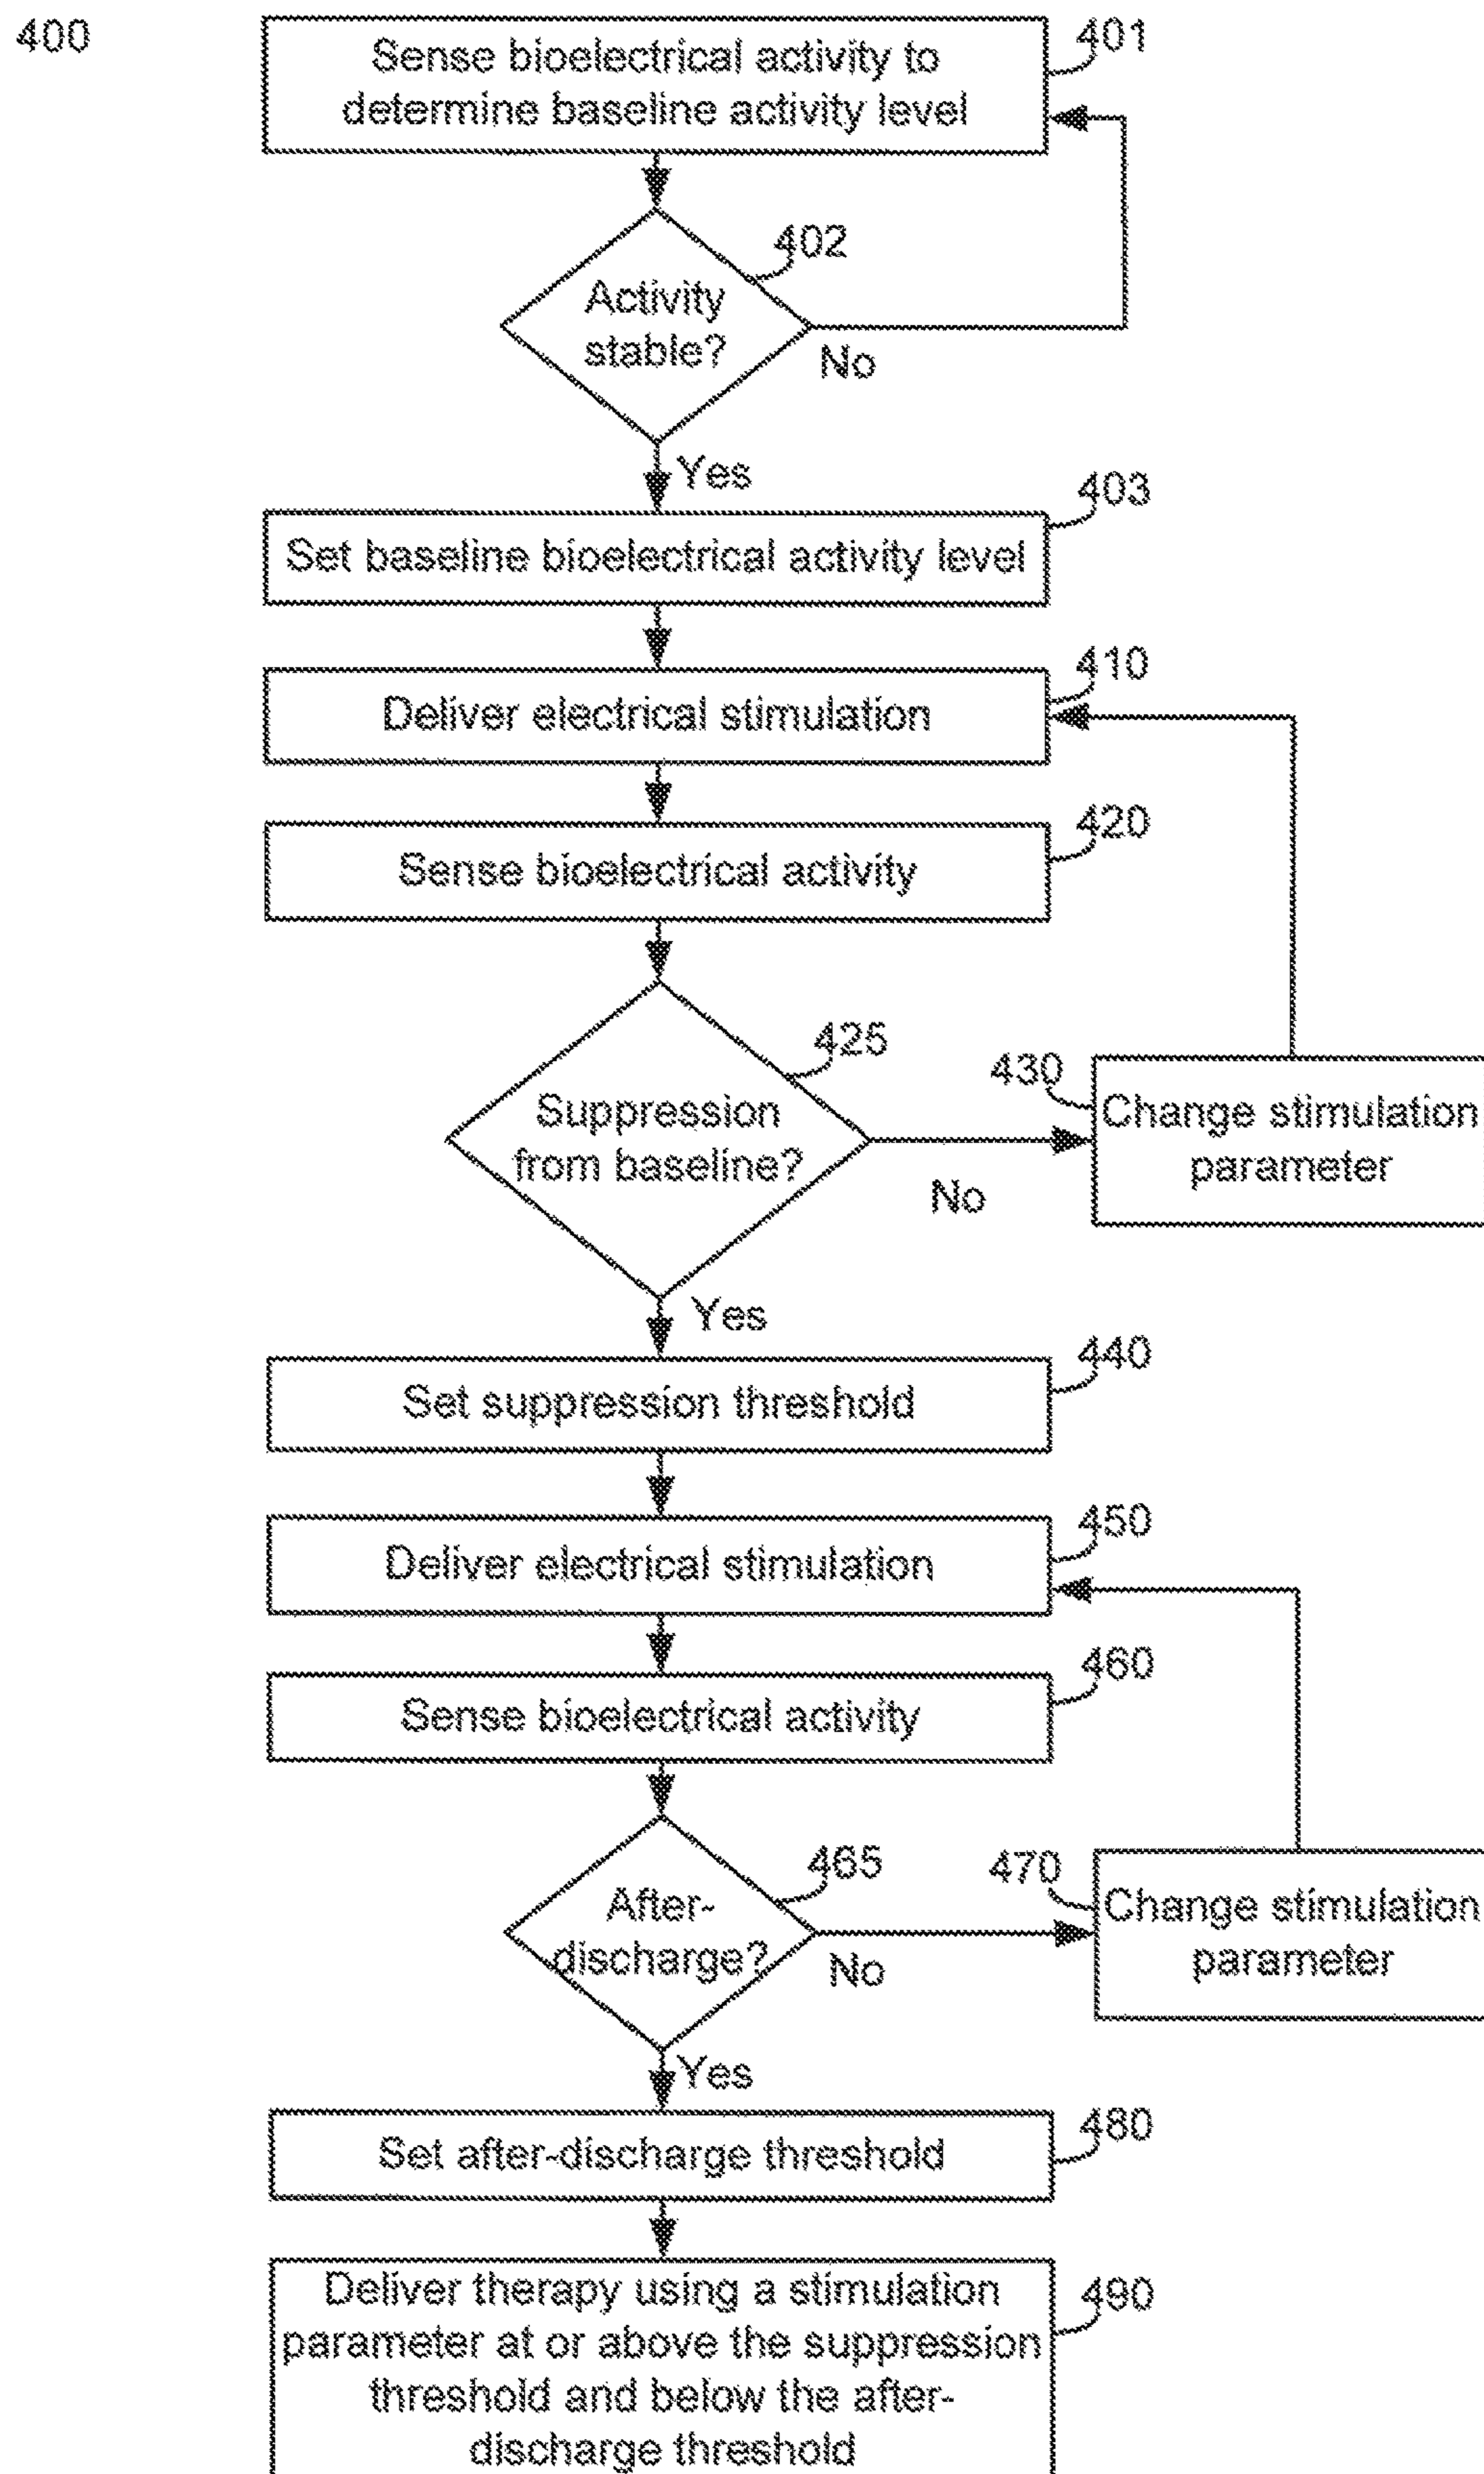 400
Sense bioelectrical activity to
determine baseline activity level
401
402
Activity
stable?
No
Yes
403
Set baseline bioelectrical activity level
410
Deliver electrical stimulation
420
Sense bioelectrical activity
425
Suppression
from baseline?
No
430
Change stimulation
parameter
Yes
440
Set suppression threshold
450
Deliver electrical stimulation
460
Sense bioelectrical activity
465
After-
discharge?
No
470
Change stimulation
parameter
Yes
480
Set after-discharge threshold
490
Deliver therapy using a stimulation
parameter at or above the suppression
threshold and below the after-
discharge threshold